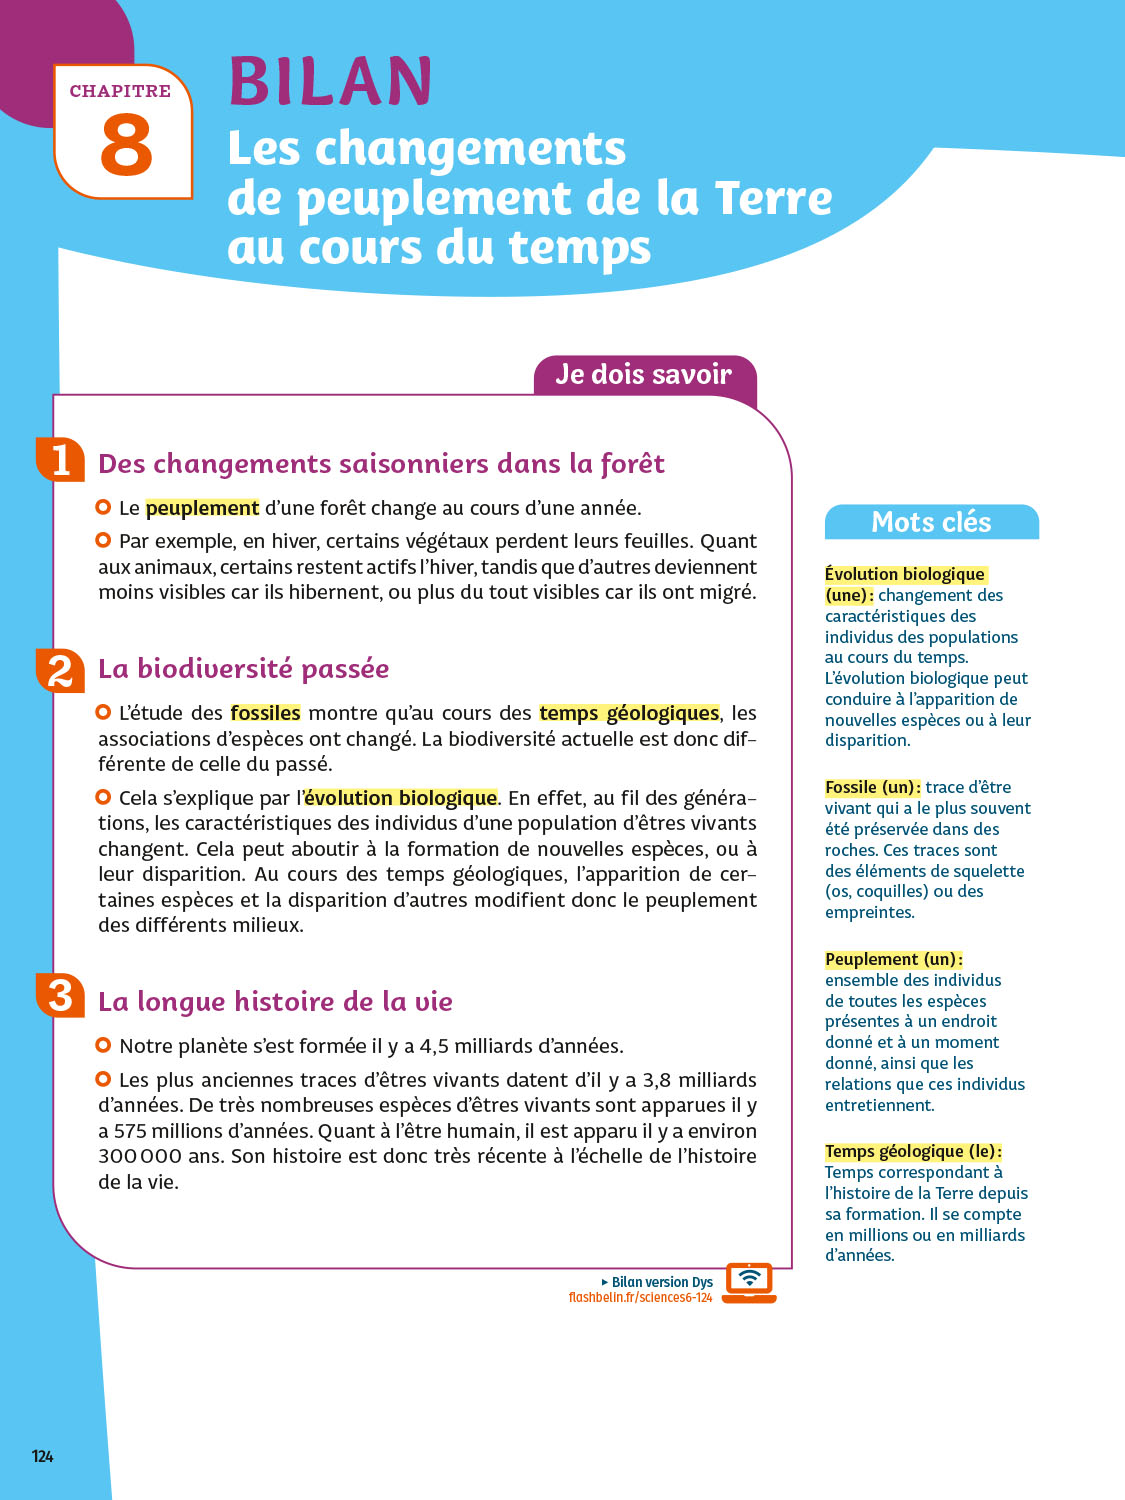 CHAPITRE
8
BILAN
Les changements
de peuplement de la Terre
au cours du temps
Je dois savoir
1
Des changements saisonniers dans la forêt
Le peuplement d’une forêt change au cours d’une année.
Par exemple, en hiver, certains végétaux perdent leurs feuilles. Quant
aux animaux, certains restent actifs l’hiver, tandis que d’autres deviennent
moins visibles car ils hibernent, ou plus du tout visibles car ils ont migré.
2
La biodiversité passée
L’étude des fossiles montre qu’au cours des temps géologiques, les
associations d’espèces ont changé. La biodiversité actuelle est donc dif-
férente de celle du passé.
Cela s’explique par l’évolution biologique. En effet, au fil des généra-
tions, les caractéristiques des individus d’une population d’êtres vivants
changent. Cela peut aboutir à la formation de nouvelles espèces, ou à
leur disparition. Au cours des temps géologiques, l’apparition de cer-
taines espèces et la disparition d’autres modifient donc le peuplement
des différents milieux.
3
La longue histoire de la vie
Notre planète s’est formée il y a 4,5 milliards d’années.
Les plus anciennes traces d’êtres vivants datent d’il y a 3,8 milliards
d’années. De très nombreuses espèces d’êtres vivants sont apparues il y
a 575 millions d’années. Quant à l’être humain, il est apparu il y a environ
300 000 ans. Son histoire est donc très récente à l’échelle de l’histoire
de la vie.
▸ Bilan version Dys
flashbelin.fr/sciences6-124
Mots clés
Évolution biologique
(une) : changement des
caractéristiques des
individus des populations
au cours du temps.
L’évolution biologique peut
conduire à l’apparition de
nouvelles espèces ou à leur
disparition.
Fossile (un) : trace d’être
vivant qui a le plus souvent
été préservée dans des
roches. Ces traces sont
des éléments de squelette
(os, coquilles) ou des
empreintes.
Peuplement (un) :
ensemble des individus
de toutes les espèces
présentes à un endroit
donné et à un moment
donné, ainsi que les
relations que ces individus
entretiennent.
Temps géologique (le) :
Temps correspondant à
l’histoire de la Terre depuis
sa formation. Il se compte
en millions ou en milliards
d’années.
124